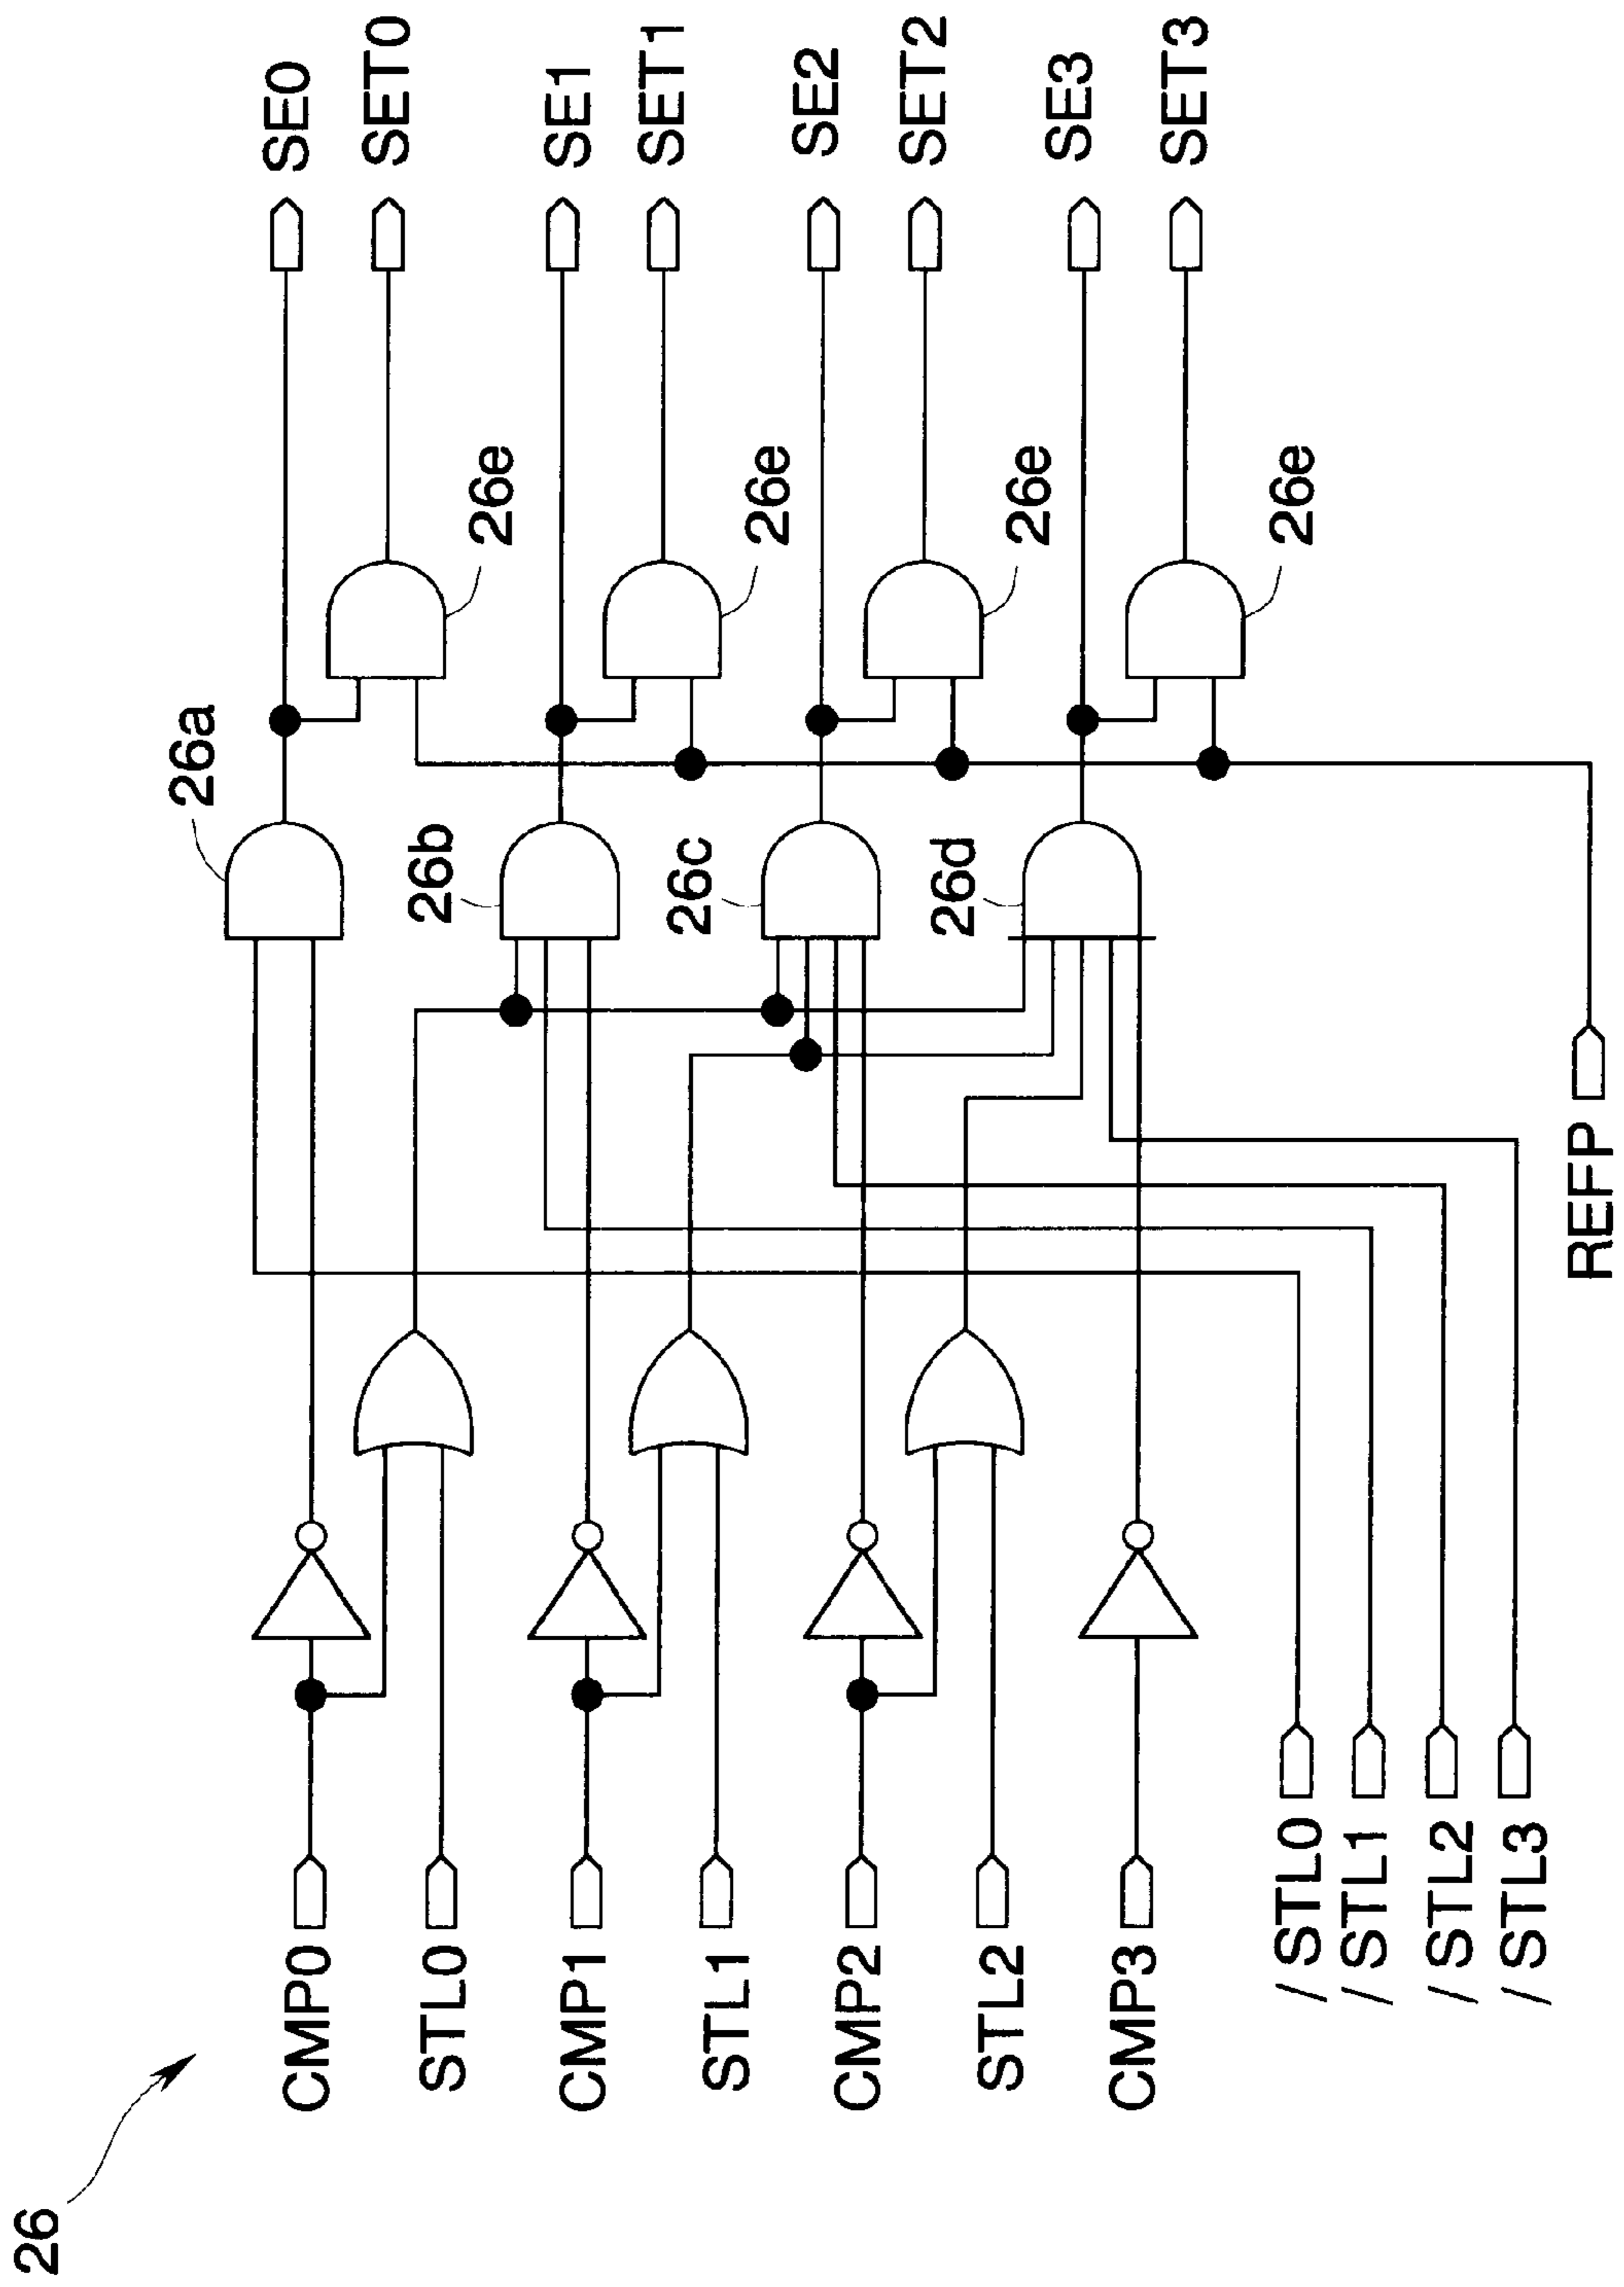 26
CMP0
STL0
CMP1
STL1
CMP2
STL2
CMP3
/STL0
/STL1
/STL2
/STL3
REFP
26a
26b
26c
26d
26e
26e
26e
26e
SE0
SET0
SE1
SET1
SE2
SET2
SE3
SET3